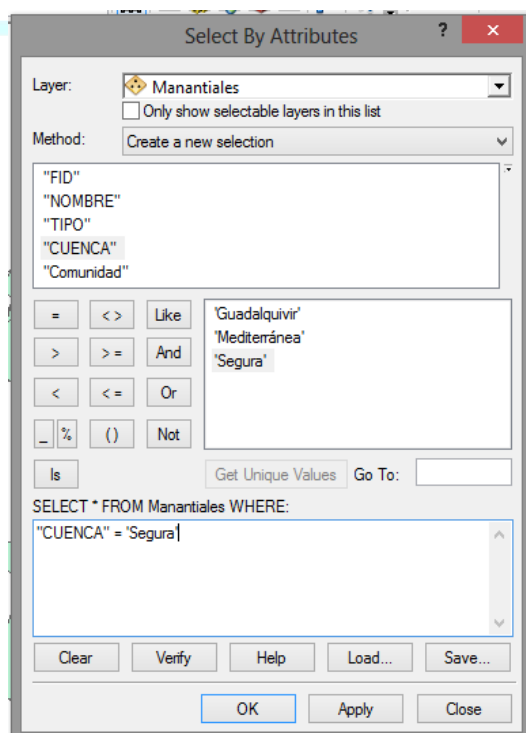 Select By Attributes ?
Layer: Manantiales
Only show selectable layers in this list
Method: Create a new selection
"FID"
"NOMBRE"
"TIPO"
"CUENCA"
"Comunidad"
= <> Like
> >= And
< <= Or
_ % () Not
Is
'Guadalquivir'
'Mediterránea'
'Segura'
Get Unique Values Go To:
SELECT * FROM Manantiales WHERE:
"CUENCA" = 'Segura'
Clear Verify Help Load... Save...
OK Apply Close